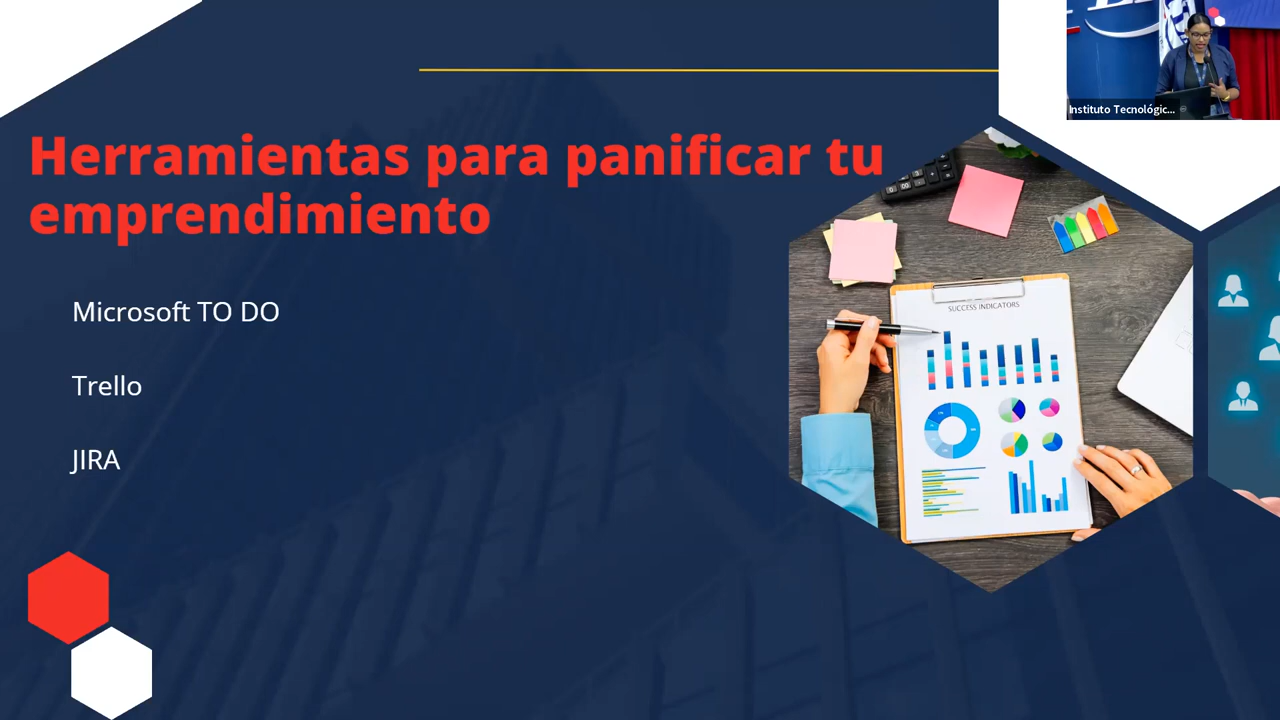 Herramientas para panificar tu
emprendimiento
Microsoft TO DO
Trello
JIRA
SUCCESS INDICATORS
Instituto Tecnológic...